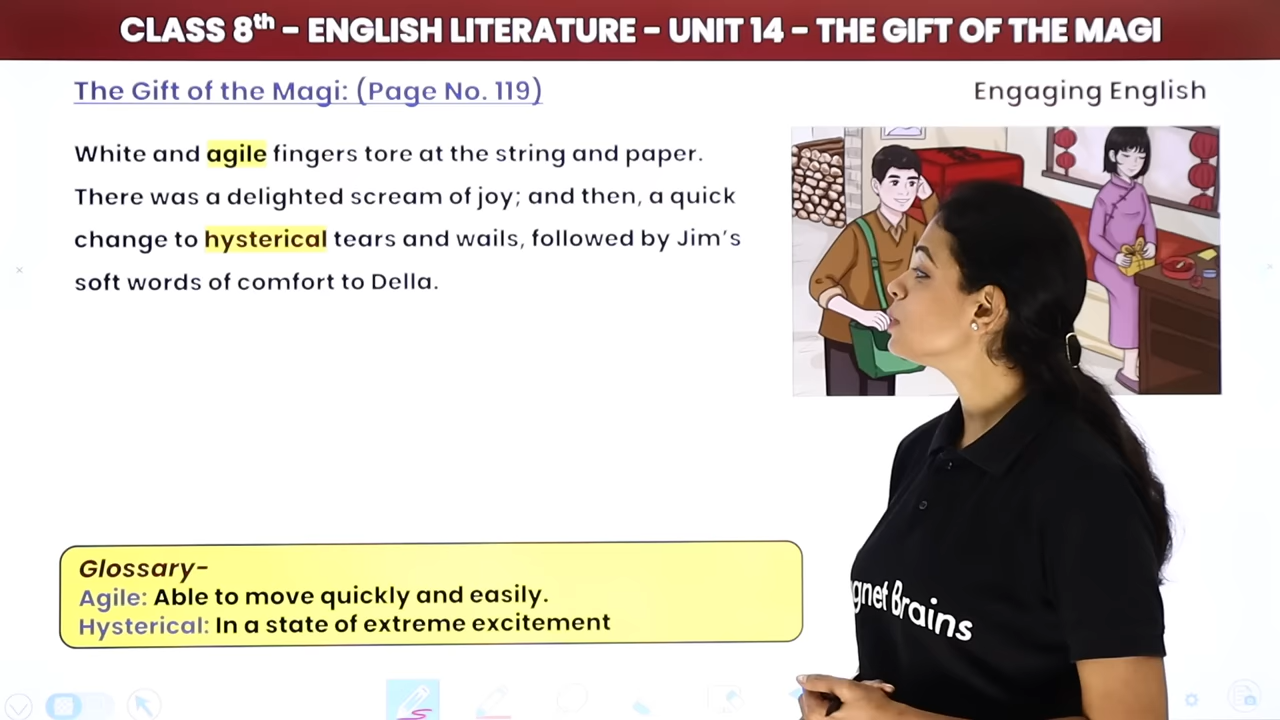 CLASS 8th - ENGLISH LITERATURE - UNIT 14 - THE GIFT OF THE MAGI
The Gift of the Magi: (Page No. 119)
Engaging English
White and agile fingers tore at the string and paper.
There was a delighted scream of joy; and then, a quick
change to hysterical tears and wails, followed by Jim's
soft words of comfort to Della.
Glossary-
Agile: Able to move quickly and easily.
Hysterical: In a state of extreme excitement
gnet Brains